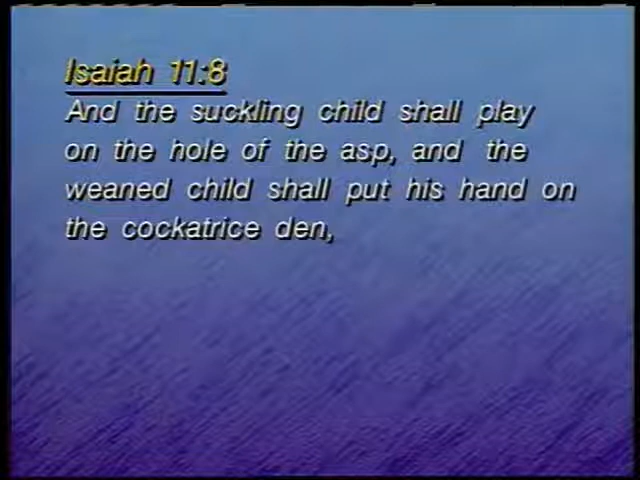 Isaiah 11:8
And the suckling child shall play
on the hole of the asp, and the
weaned child shall put his hand on
the cockatrice den,